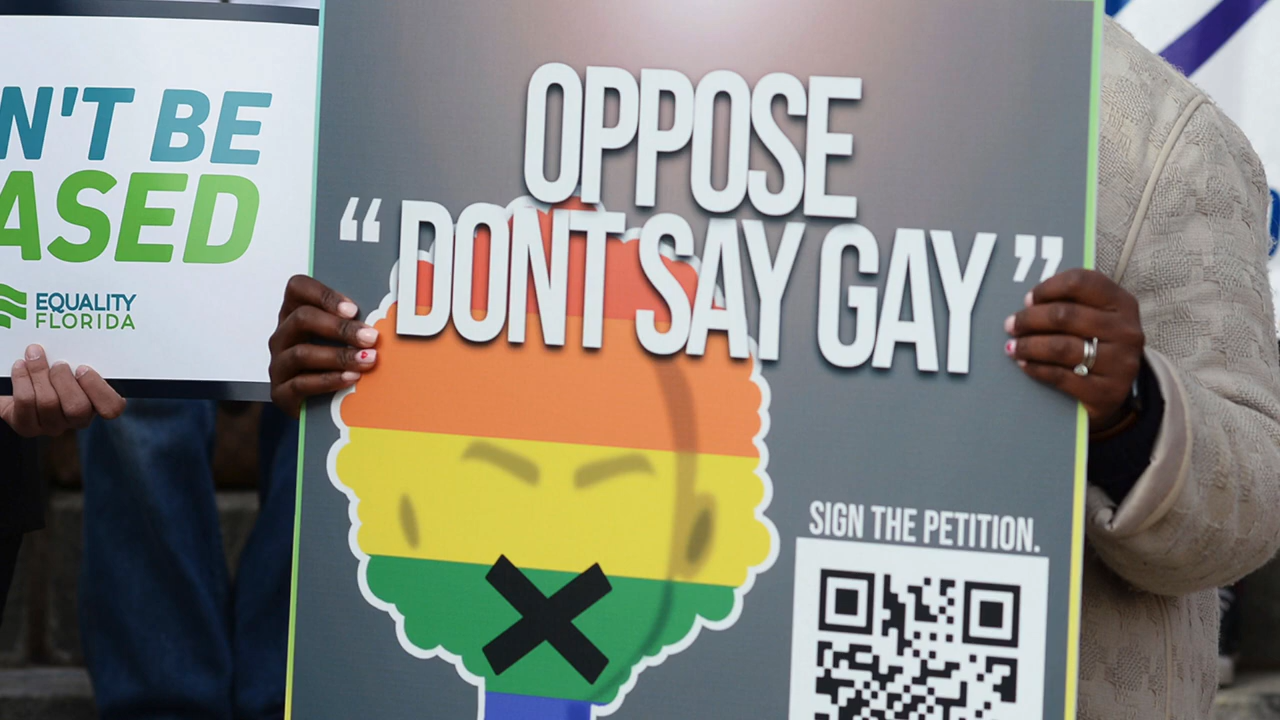 N'T BE
ASED
EQUALITY
FLORIDA
OPPOSE
“ DONT SAY GAY ”
SIGN THE PETITION.